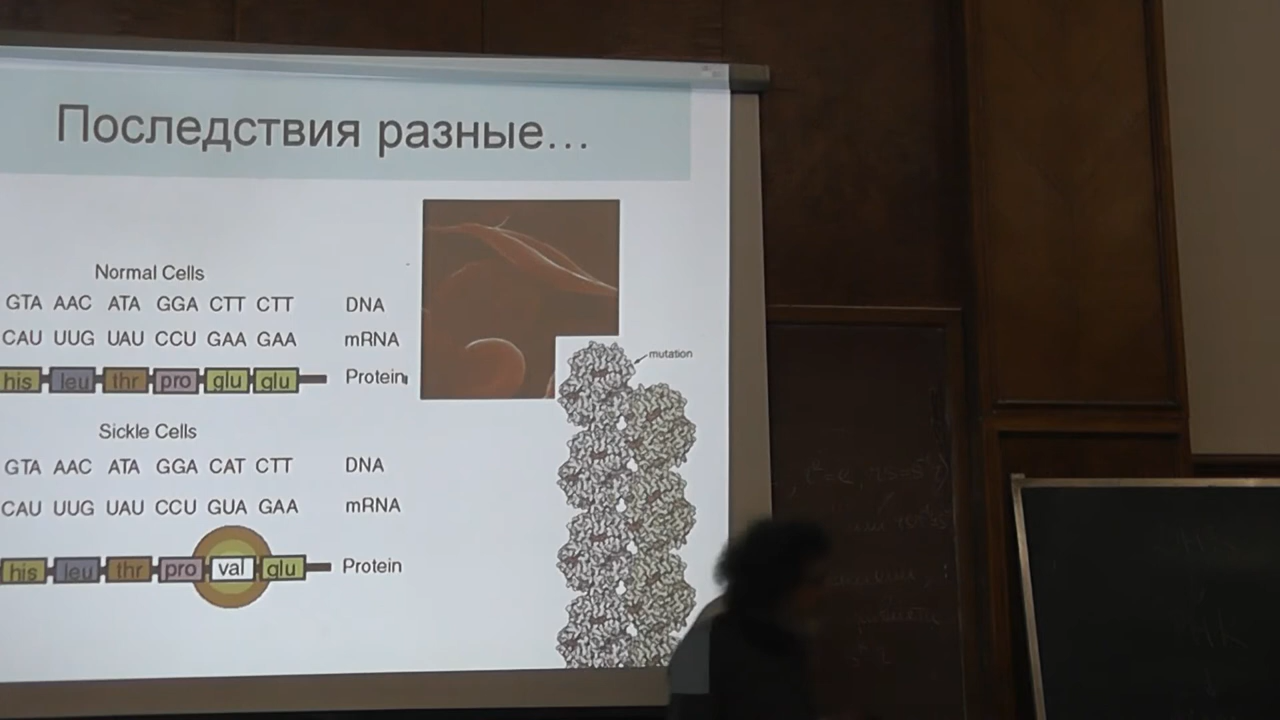 Последствия разные...
Normal Cells
GTA AAC ATA GGA CTT CTT DNA
CAU UUG UAU CCU GAA GAA mRNA
his leu thr pro glu glu Protein
Sickle Cells
GTA AAC ATA GGA CAT CTT DNA
CAU UUG UAU CCU GUA GAA mRNA
his leu thr pro val glu Protein
mutation